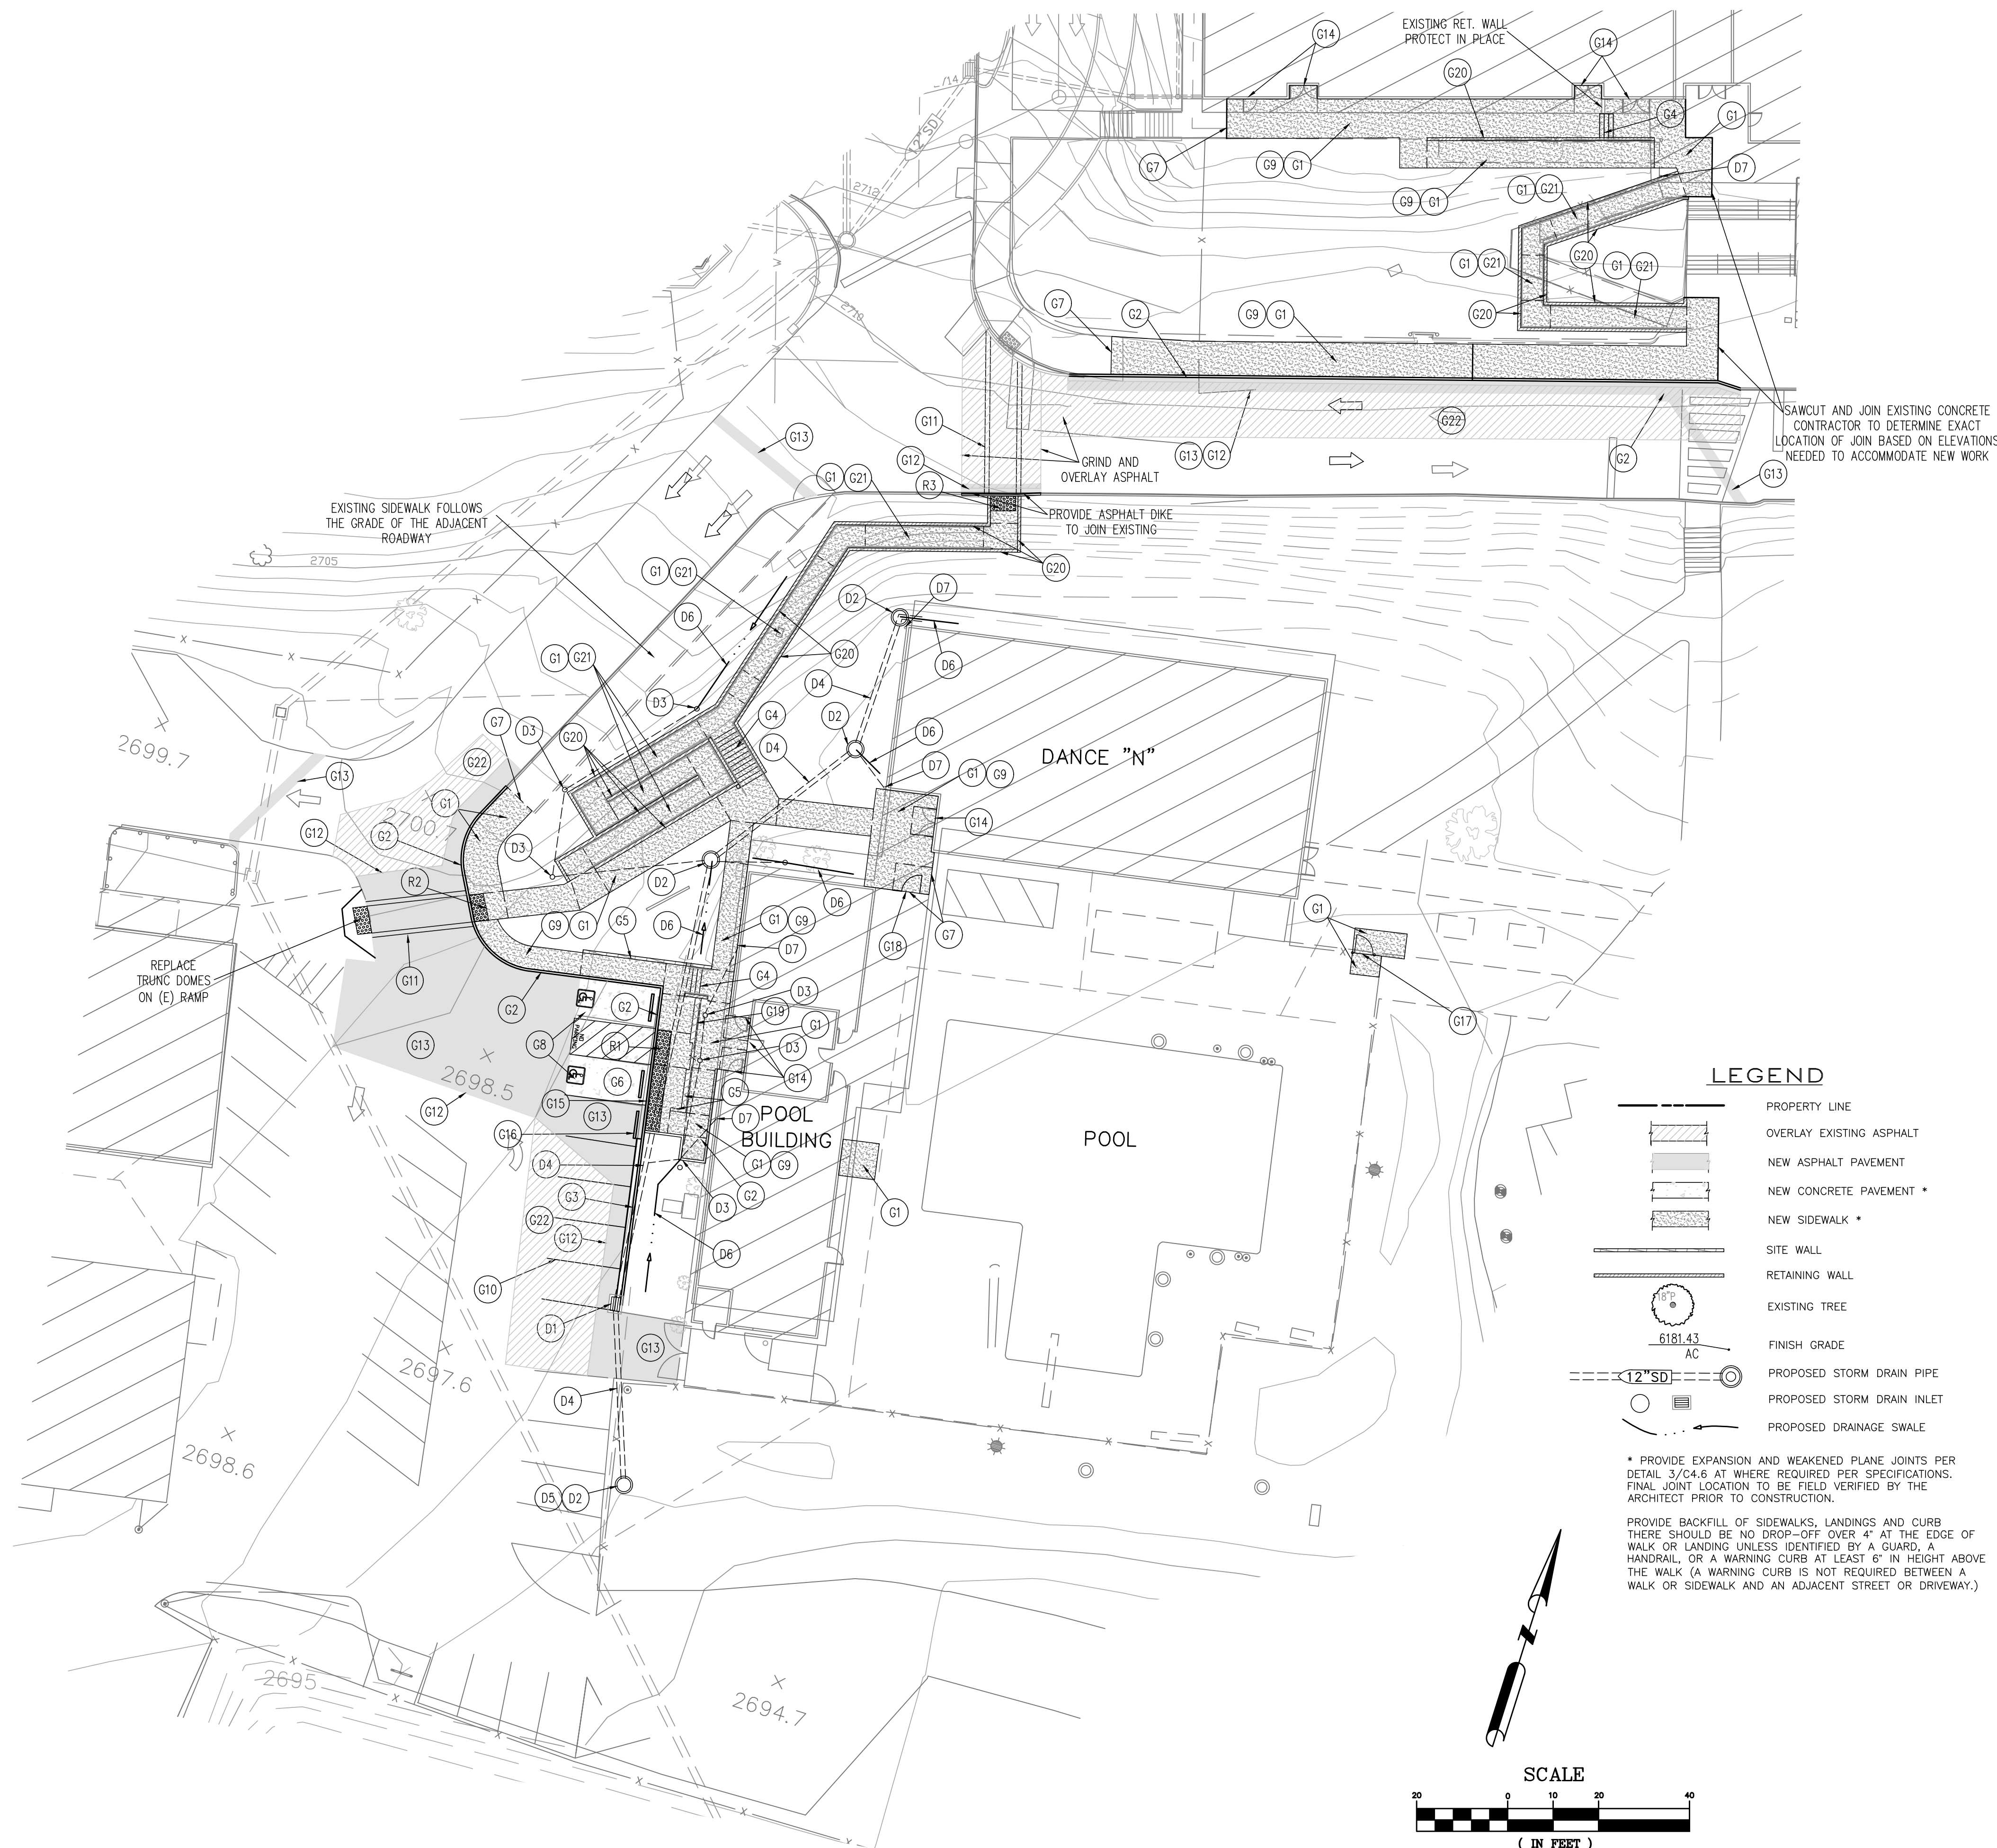 EXISTING RET. WALL
PROTECT IN PLACE
G14
G14
G20
G4
G1
12"SD
2712
G7
G9 G1
D7
G9 G1
G1 G21
G20
G1 G21
G1 G21
2710
G7
G2
G9 G1
G20
G22
SAWCUT AND JOIN EXISTING CONCRETE
CONTRACTOR TO DETERMINE EXACT
LOCATION OF JOIN BASED ON ELEVATIONS
NEEDED TO ACCOMMODATE NEW WORK
G13
G11
G12
GRIND AND
OVERLAY ASPHALT
G13 G12
G2
G13
G1 G21
R3
EXISTING SIDEWALK FOLLOWS
THE GRADE OF THE ADJACENT
ROADWAY
PROVIDE ASPHALT DIKE
TO JOIN EXISTING
2705
G1 G21
G20
D2
D7
D6
G1 G21
G20
D6
D4
D3
G7
D3
G20
G4
D2
D6
D4
D7
2699.7
G22
G1 G9
DANCE "N"
G13
G1
2700.7
G14
G12
G2
D3
R2
D2
D6
G5
G9 G1
D6
G1 G9
D7
G18
G7
G1
REPLACE
TRUNC DOMES
ON (E) RAMP
G11
G4
D3
G2
G2
G19
G17
G13
G8
NO
PARKING
R1
G1
D3
2698.5
G6
G14
G12
G15
G13
G5
POOL
BUILDING
D7
POOL
G16
D4
G1 G9
G3
G2
D3
G1
G22
G12
D6
G10
D1
G13
2697.6
D4
2698.6
D5 D2
2695
2694.7
LEGEND
PROPERTY LINE
OVERLAY EXISTING ASPHALT
NEW ASPHALT PAVEMENT
NEW CONCRETE PAVEMENT *
NEW SIDEWALK *
SITE WALL
RETAINING WALL
18"P
EXISTING TREE
6181.43
AC
FINISH GRADE
12"SD
PROPOSED STORM DRAIN PIPE
PROPOSED STORM DRAIN INLET
PROPOSED DRAINAGE SWALE
* PROVIDE EXPANSION AND WEAKENED PLANE JOINTS PER
DETAIL 3/C4.6 AT WHERE REQUIRED PER SPECIFICATIONS.
FINAL JOINT LOCATION TO BE FIELD VERIFIED BY THE
ARCHITECT PRIOR TO CONSTRUCTION.
PROVIDE BACKFILL OF SIDEWALKS, LANDINGS AND CURB
THERE SHOULD BE NO DROP-OFF OVER 4" AT THE EDGE OF
WALK OR LANDING UNLESS IDENTIFIED BY A GUARD, A
HANDRAIL, OR A WARNING CURB AT LEAST 6" IN HEIGHT ABOVE
THE WALK (A WARNING CURB IS NOT REQUIRED BETWEEN A
WALK OR SIDEWALK AND AN ADJACENT STREET OR DRIVEWAY.)
N
SCALE
20 0 10 20 40
( IN FEET )